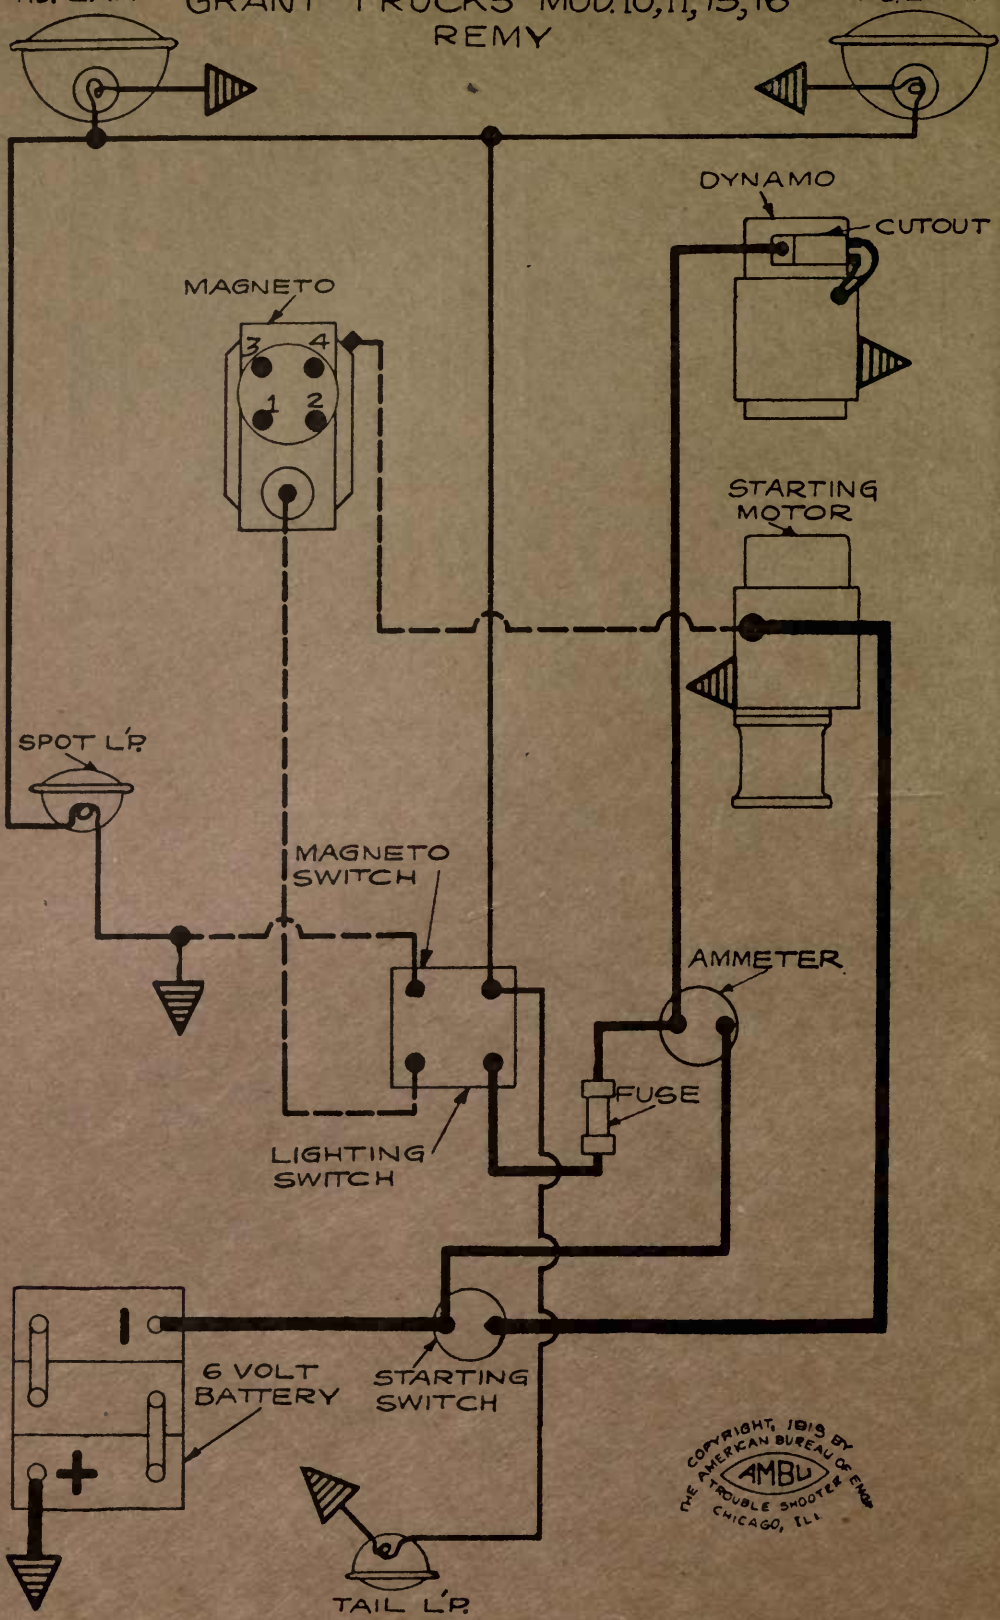 GRANT TRUCKS MOD. 10, 11, 15, 16
REMY
DYNAMO
CUTOUT
MAGNETO
3 4
1 2
STARTING
MOTOR
SPOT L'P.
MAGNETO
SWITCH
AMMETER
FUSE
LIGHTING
SWITCH
6 VOLT
BATTERY
STARTING
SWITCH
+
COPYRIGHT, 1919 BY
THE AMERICAN BUREAU OF ENGR
AMBU
TROUBLE SHOOTER
CHICAGO, ILL
TAIL L'P.